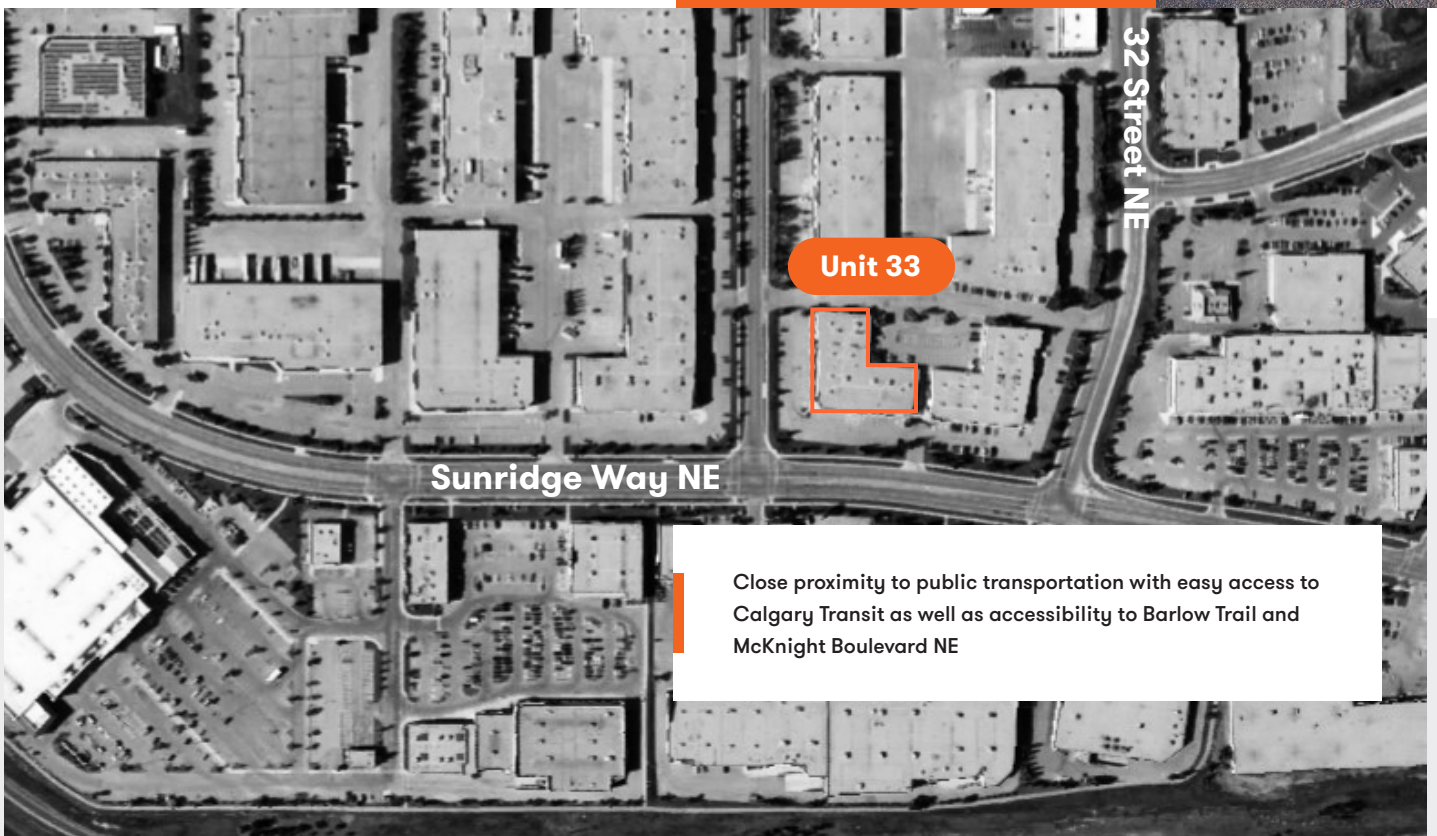 32 Street NE
Unit 33
Sunridge Way NE
Close proximity to public transportation with easy access to
Calgary Transit as well as accessibility to Barlow Trail and
McKnight Boulevard NE